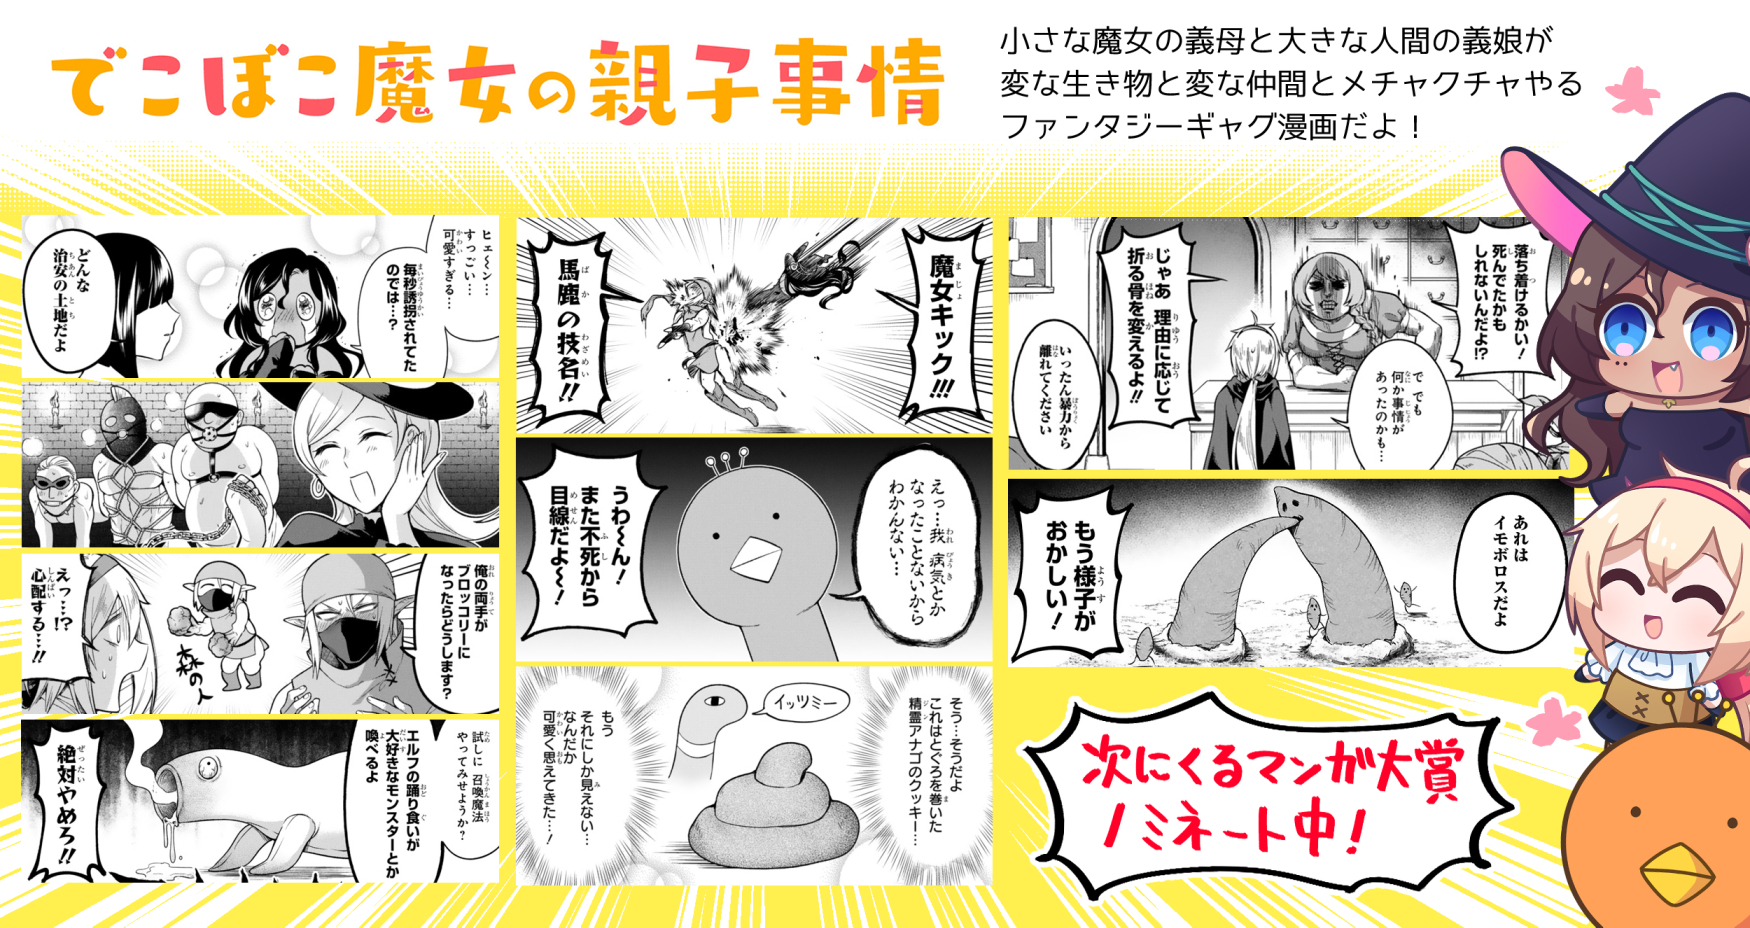 でこぼこ魔女の親子事情
小さな魔女の義母と大きな人間の義娘が
変な生き物と変な仲間とメチャクチャやる
ファンタジーギャグ漫画だよ！
ヒェ〜ン…
すっごい…
可愛すぎる…
毎秒誘拐されてた
のでは…？
どんな
治安の土地だよ
俺の両手が
ブロッコリーに
なったらどうします？
森の人
えっ…!?
心配する…!!
試しに 召喚魔法
やってみせようか？
エルフの踊り食いが
大好きなモンスターとか
喚べるよ
絶対やめろ!!
魔女キック!!!
馬鹿の技名!!
えっ…我 病気とか
なったことないから
わかんない…
うわ〜ん！
また不死から
目線だよ〜！
そう…そうだよ
これはとぐろを巻いた
精霊アナゴのクッキー…
イッツミー
もう
それにしか見えない…
なんだか
可愛く思えてきた…！
落ち着けるかい！
死んでたかも
しれないんだよ!?
で でも
何か事情が
あったのかも…
じゃあ 理由に応じて
折る骨を変えるよ!!
いったん暴力から
離れてください
あれは
イモボロスだよ
もう様子が
おかしい！
次にくるマンガ大賞
ノミネート中！